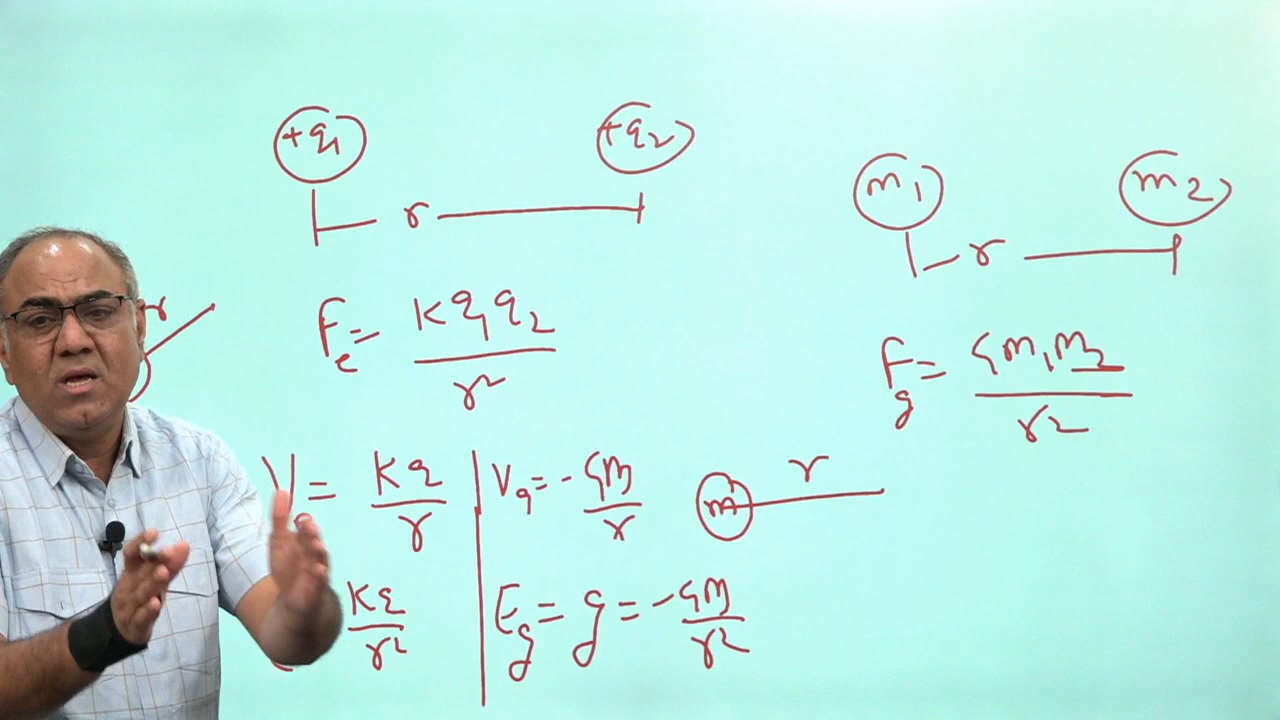 +q₁ +q₂
r
m₁ m₂
r
Fe = Kq₁q₂/r²
Fg = Gm₁m₂/r²
r
V = Kq/r
Vg = -Gm/r
m r
Kq/r²
Eg = g = -Gm/r²